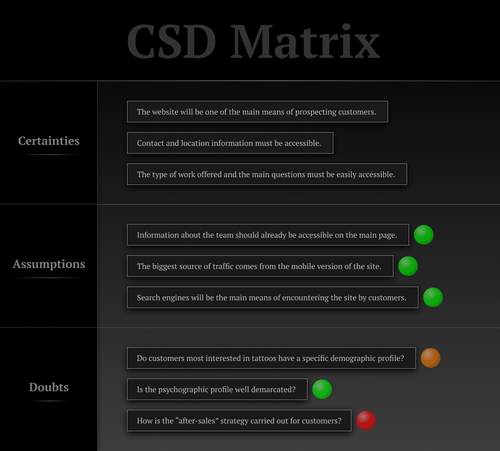 CSD Matrix
Certainties
The website will be one of the main means of prospecting customers.
Contact and location information must be accessible.
The type of work offered and the main questions must be easily accessible.
Assumptions
Information about the team should already be accessible on the main page.
The biggest source of traffic comes from the mobile version of the site.
Search engines will be the main means of encountering the site by customers.
Doubts
Do customers most interested in tattoos have a specific demographic profile?
Is the psychographic profile well demarcated?
How is the “after-sales” strategy carried out for customers?